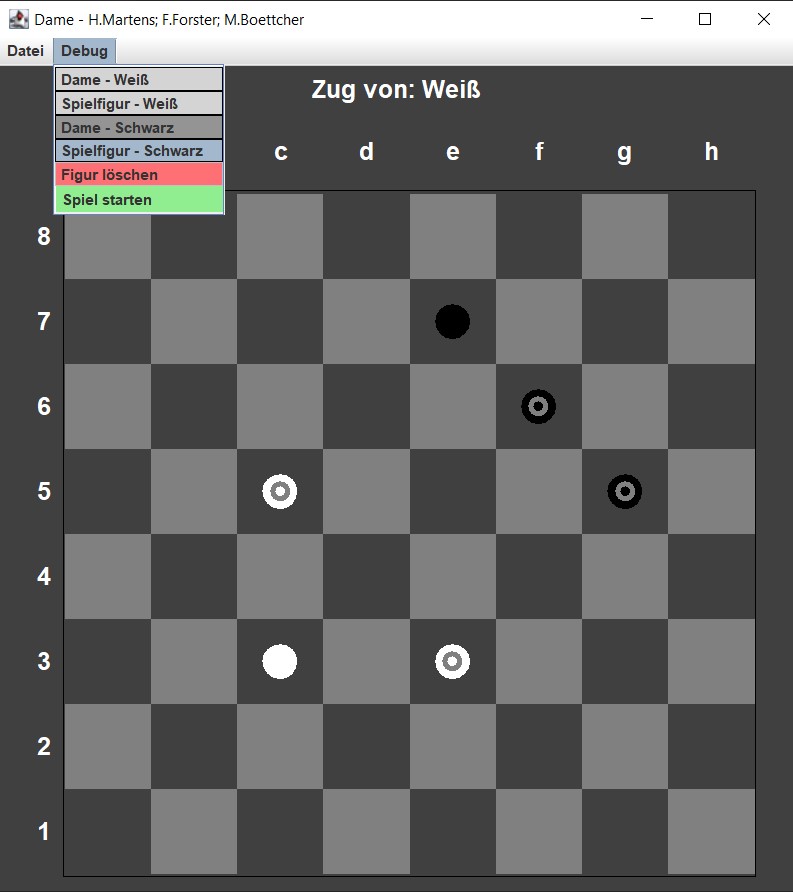 Dame - H.Martens; F.Forster; M.Boettcher
Datei Debug
Zug von: Weiß
Dame - Weiß
Spielfigur - Weiß
Dame - Schwarz
Spielfigur - Schwarz
Figur löschen
Spiel starten
c d e f g h
8
7
6
5
4
3
2
1